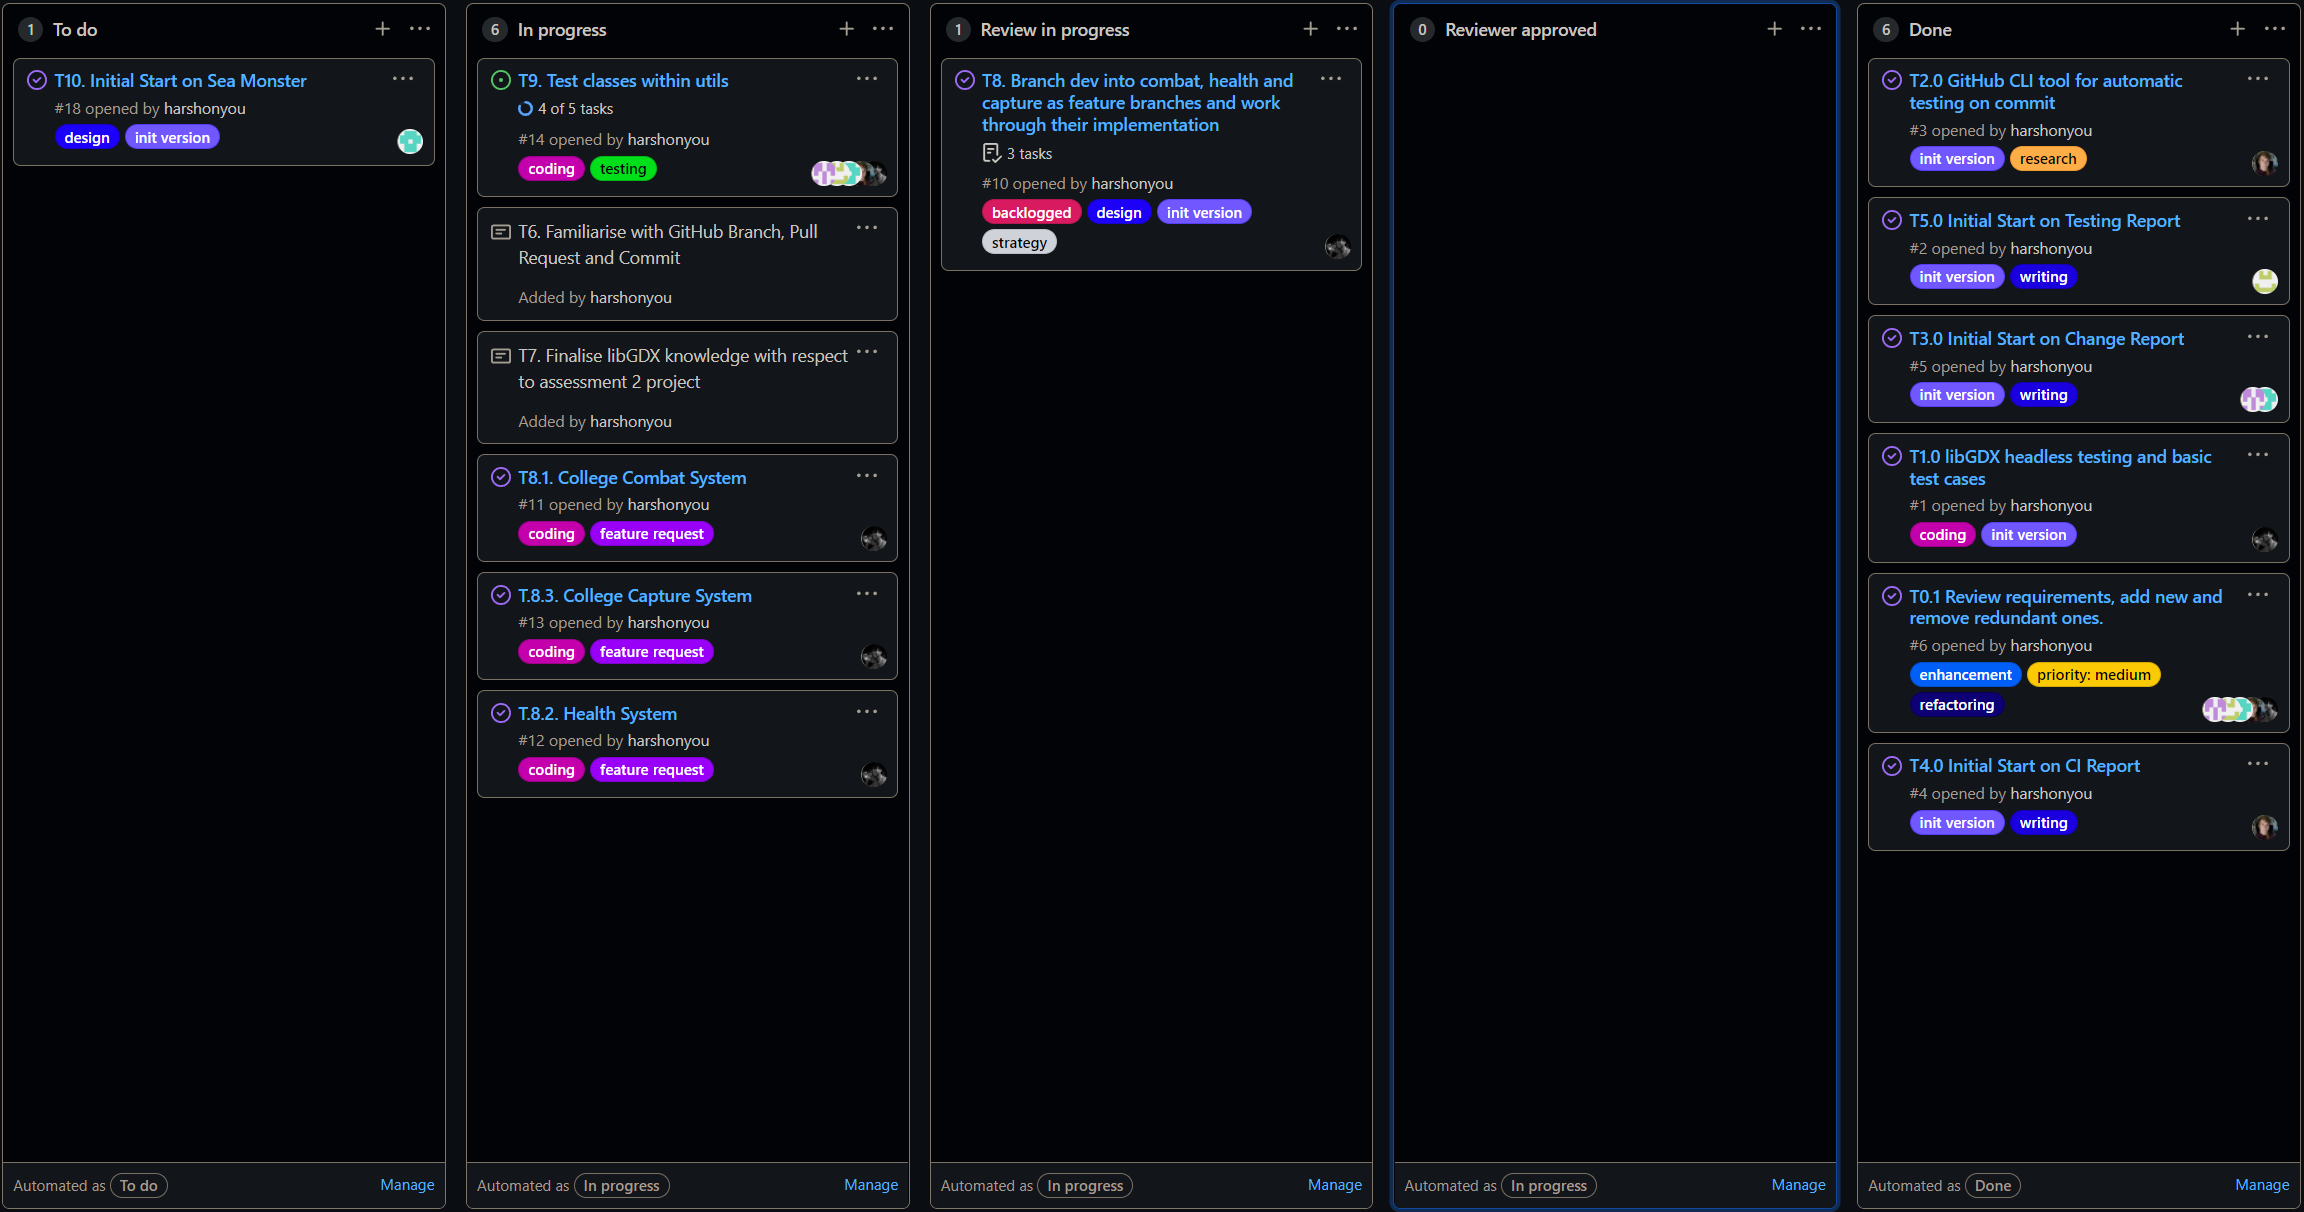 1 To do
T10. Initial Start on Sea Monster
#18 opened by harshonyou
design init version
Automated as To do Manage
6 In progress
T9. Test classes within utils
4 of 5 tasks
#14 opened by harshonyou
coding testing
T6. Familiarise with GitHub Branch, Pull
Request and Commit
Added by harshonyou
T7. Finalise libGDX knowledge with respect
to assessment 2 project
Added by harshonyou
T8.1. College Combat System
#11 opened by harshonyou
coding feature request
T.8.3. College Capture System
#13 opened by harshonyou
coding feature request
T.8.2. Health System
#12 opened by harshonyou
coding feature request
Automated as In progress Manage
1 Review in progress
T8. Branch dev into combat, health and
capture as feature branches and work
through their implementation
3 tasks
#10 opened by harshonyou
backlogged design init version
strategy
Automated as In progress Manage
0 Reviewer approved
Automated as In progress Manage
6 Done
T2.0 GitHub CLI tool for automatic
testing on commit
#3 opened by harshonyou
init version research
T5.0 Initial Start on Testing Report
#2 opened by harshonyou
init version writing
T3.0 Initial Start on Change Report
#5 opened by harshonyou
init version writing
T1.0 libGDX headless testing and basic
test cases
#1 opened by harshonyou
coding init version
T0.1 Review requirements, add new and
remove redundant ones.
#6 opened by harshonyou
enhancement priority: medium
refactoring
T4.0 Initial Start on CI Report
#4 opened by harshonyou
init version writing
Automated as Done Manage